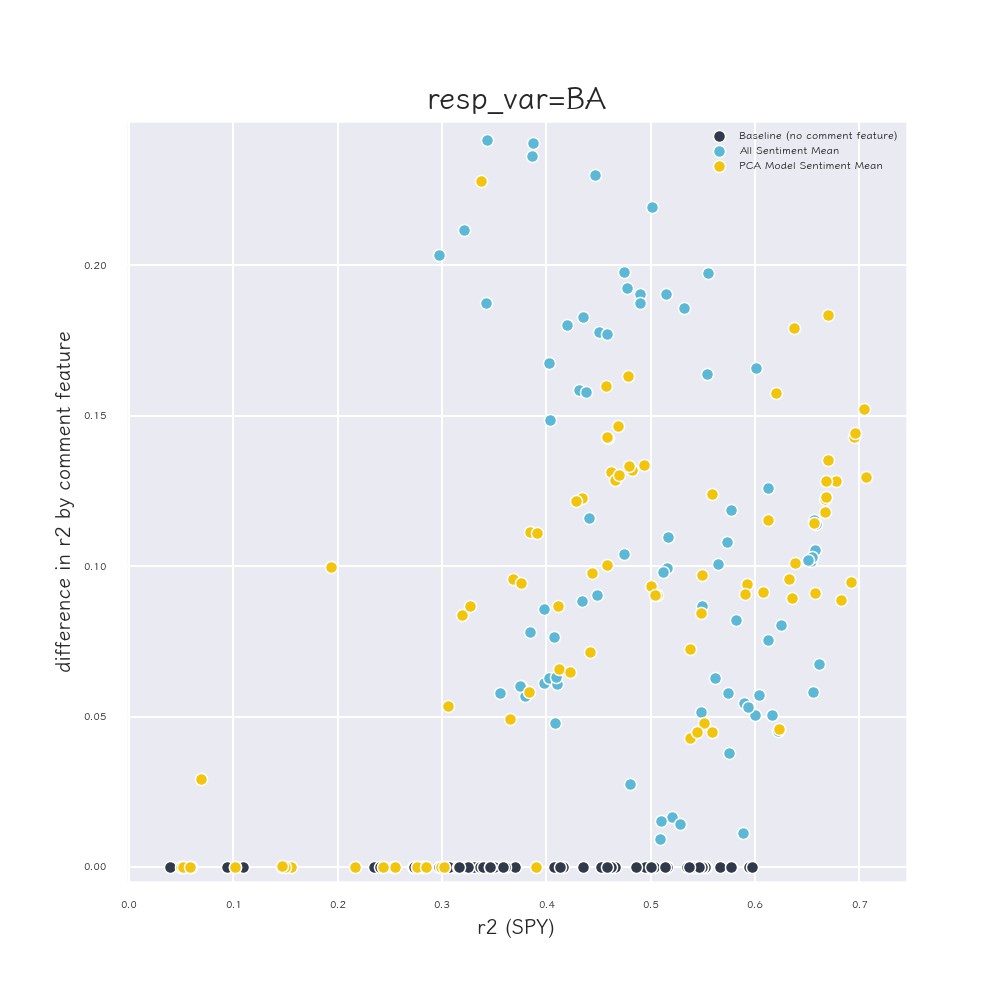 resp_var=BA
Baseline (no comment feature)
All Sentiment Mean
PCA Model Sentiment Mean
0.20
0.15
0.10
0.05
0.00
difference in r2 by comment feature
0.0 0.1 0.2 0.3 0.4 0.5 0.6 0.7
r2 (SPY)